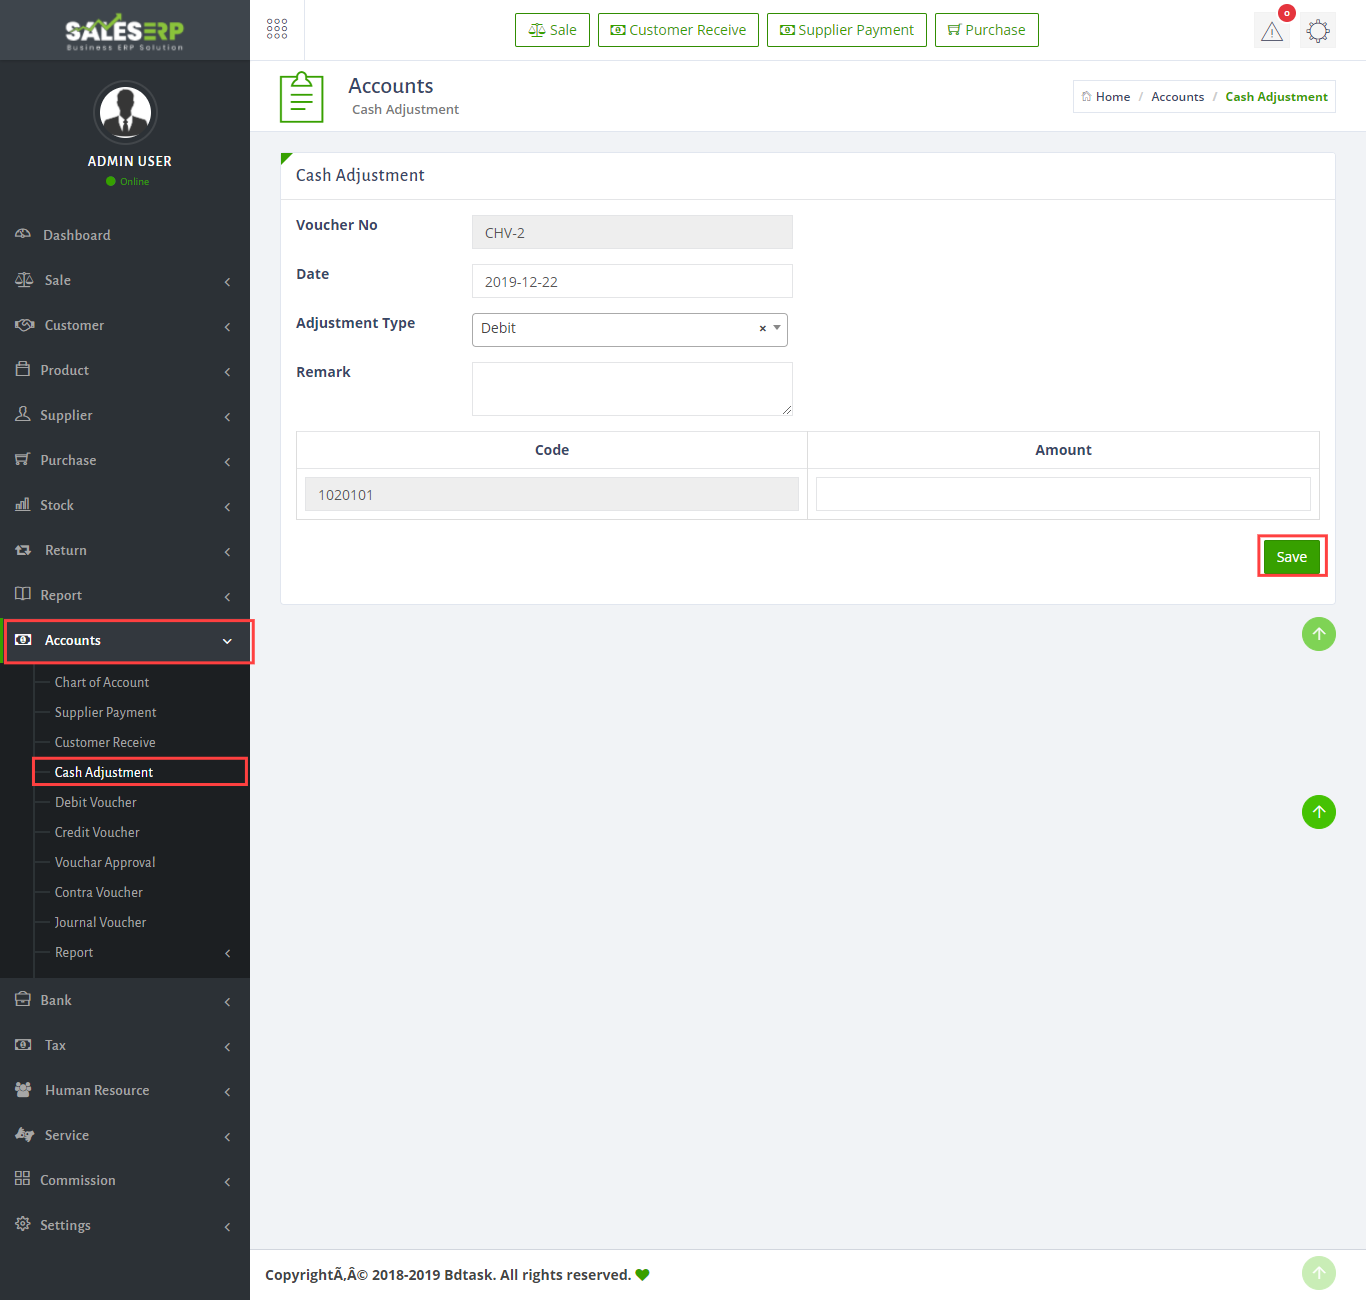 SALESERP
Business ERP Solution
Sale
Customer Receive
Supplier Payment
Purchase
0
ADMIN USER
Online
Accounts
Cash Adjustment
Home / Accounts / Cash Adjustment
Dashboard
Sale
Customer
Product
Supplier
Purchase
Stock
Return
Report
Accounts
Chart of Account
Supplier Payment
Customer Receive
Cash Adjustment
Debit Voucher
Credit Voucher
Vouchar Approval
Contra Voucher
Journal Voucher
Report
Bank
Tax
Human Resource
Service
Commission
Settings
Cash Adjustment
Voucher No CHV-2
Date 2019-12-22
Adjustment Type Debit ×
Remark
Code Amount
1020101
Save
CopyrightÃ‚Â© 2018-2019 Bdtask. All rights reserved.